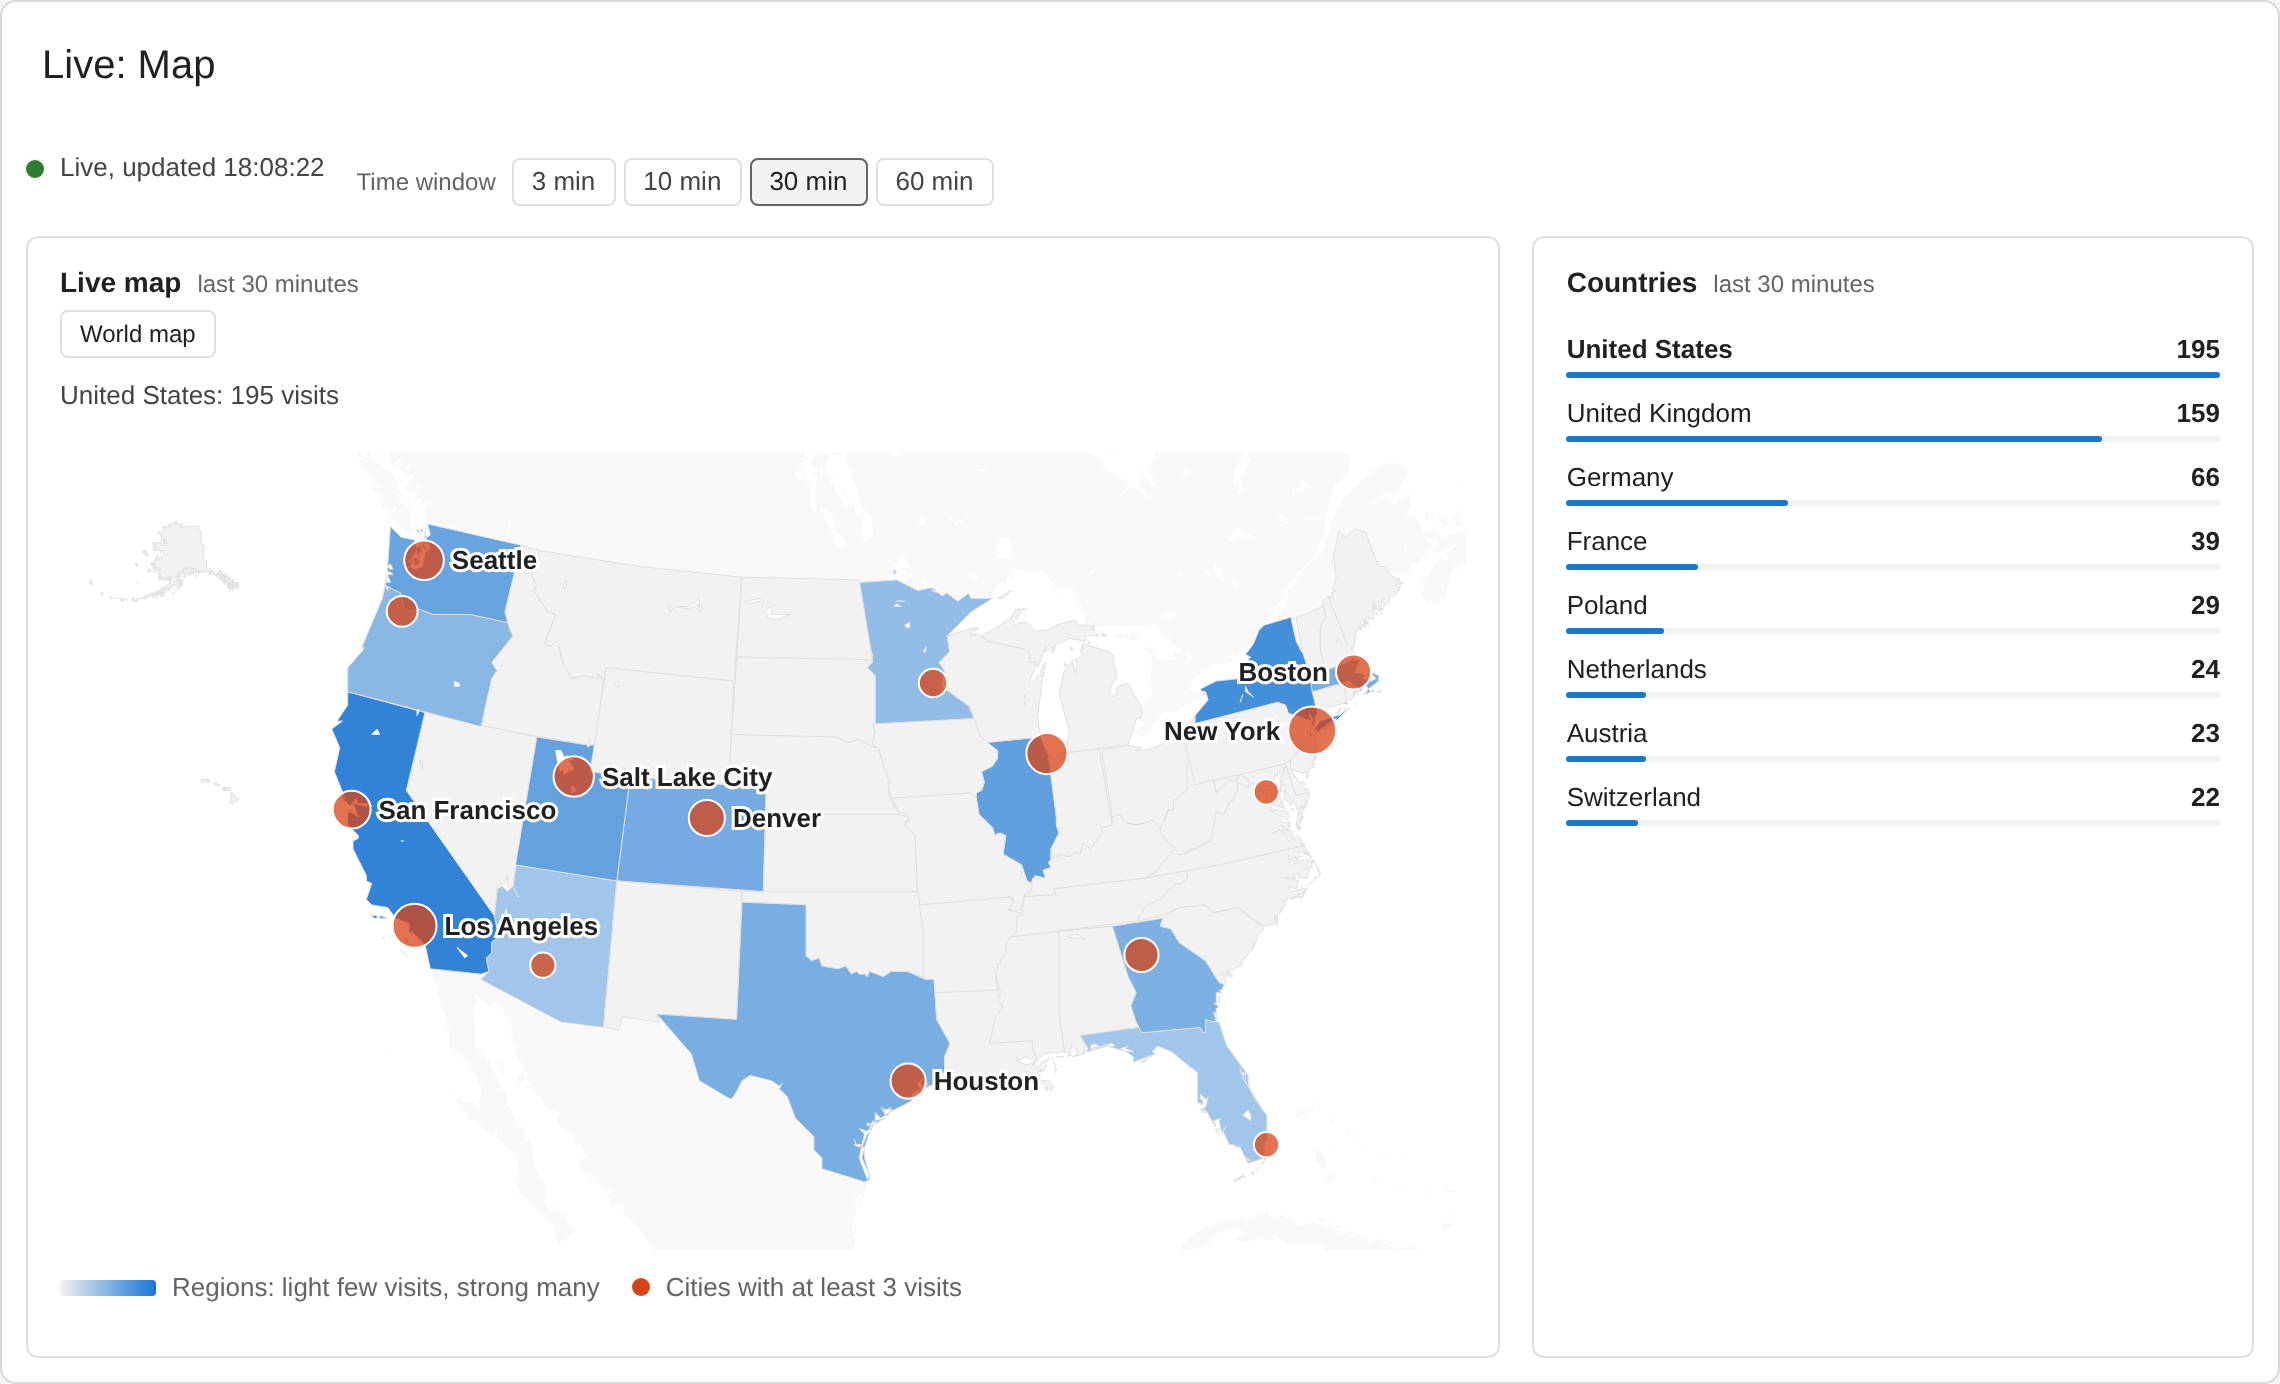 Live: Map
Live, updated 18:08:22
Time window
3 min
10 min
30 min
60 min
Live map last 30 minutes
World map
United States: 195 visits
Seattle
Boston
New York
Salt Lake City
San Francisco
Denver
Los Angeles
Houston
Regions: light few visits, strong many
Cities with at least 3 visits
Countries last 30 minutes
United States 195
United Kingdom 159
Germany 66
France 39
Poland 29
Netherlands 24
Austria 23
Switzerland 22